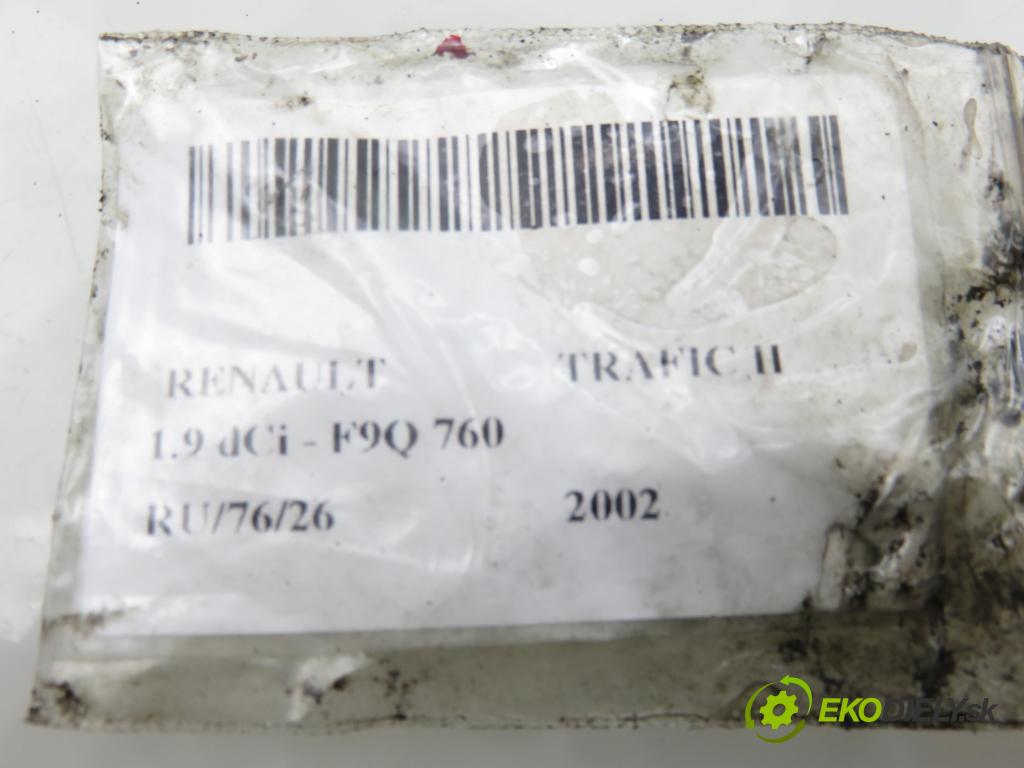 RENAULT TRAFIC II
1.9 dCi - F9Q 760
RU/76/26 2002
EKODIELY.sk